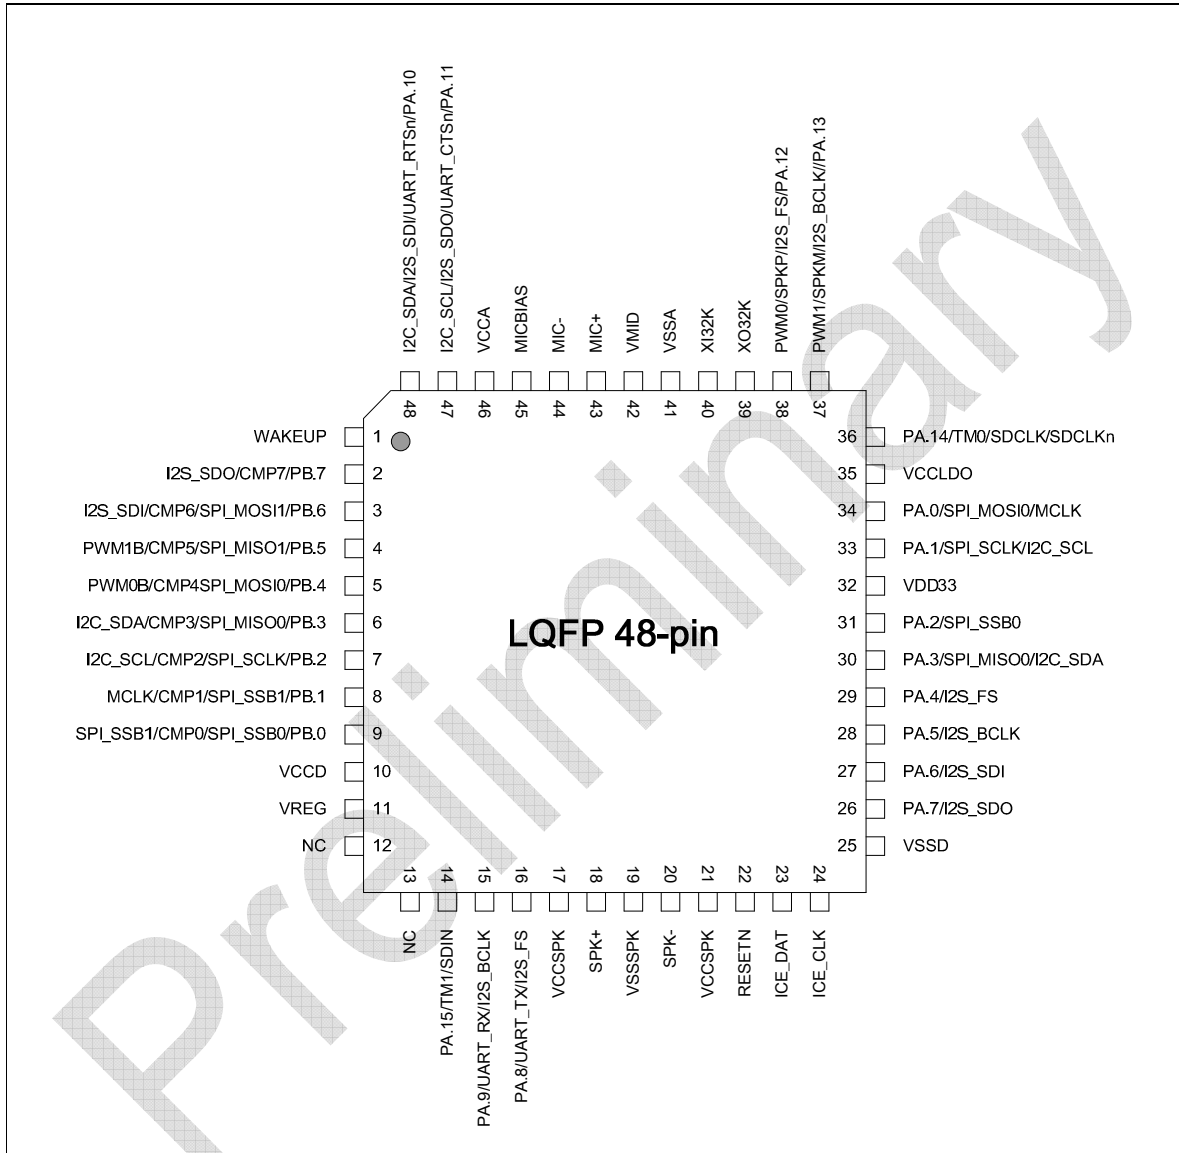 I2C_SDA/I2S_SDI/UART_RTSn/PA.10
I2C_SCL/I2S_SDO/UART_CTSn/PA.11
VCCA
MICBIAS
MIC-
MIC+
VMID
VSSA
XI32K
XO32K
PWM0/SPKP/I2S_FS/PA.12
PWM1/SPKM/I2S_BCLK//PA.13
48
47
46
45
44
43
42
41
40
39
38
37
WAKEUP 1
I2S_SDO/CMP7/PB.7 2
I2S_SDI/CMP6/SPI_MOSI1/PB.6 3
PWM1B/CMP5/SPI_MISO1/PB.5 4
PWM0B/CMP4SPI_MOSI0/PB.4 5
I2C_SDA/CMP3/SPI_MISO0/PB.3 6
I2C_SCL/CMP2/SPI_SCLK/PB.2 7
MCLK/CMP1/SPI_SSB1/PB.1 8
SPI_SSB1/CMP0/SPI_SSB0/PB.0 9
VCCD 10
VREG 11
NC 12
LQFP 48-pin
36 PA.14/TM0/SDCLK/SDCLKn
35 VCCLDO
34 PA.0/SPI_MOSI0/MCLK
33 PA.1/SPI_SCLK/I2C_SCL
32 VDD33
31 PA.2/SPI_SSB0
30 PA.3/SPI_MISO0/I2C_SDA
29 PA.4/I2S_FS
28 PA.5/I2S_BCLK
27 PA.6/I2S_SDI
26 PA.7/I2S_SDO
25 VSSD
13
14
15
16
17
18
19
20
21
22
23
24
NC
PA.15/TM1/SDIN
PA.9/UART_RX/I2S_BCLK
PA.8/UART_TX/I2S_FS
VCCSPK
SPK+
VSSSPK
SPK-
VCCSPK
RESETN
ICE_DAT
ICE_CLK
Preliminary